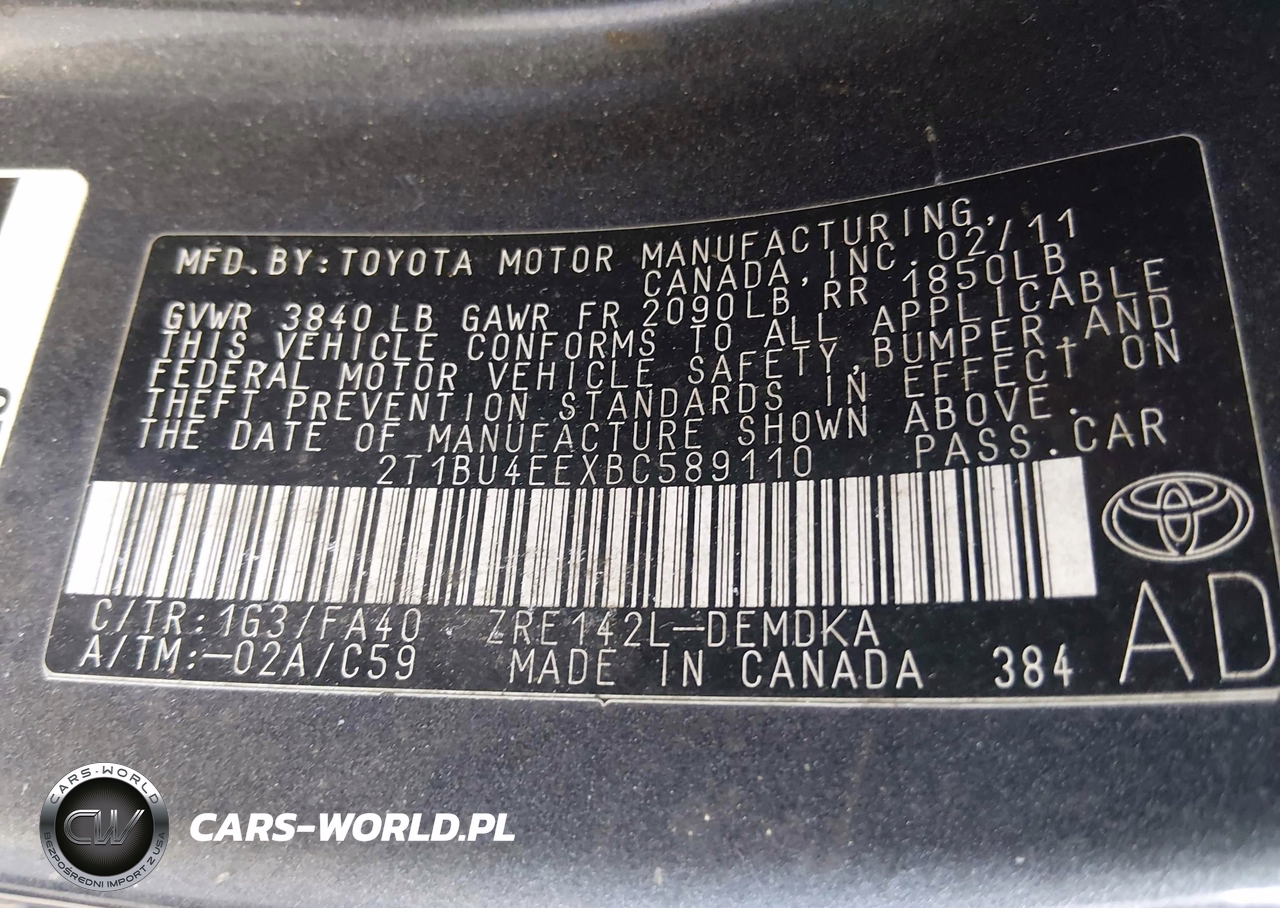 MFD.BY:TOYOTA MOTOR MANUFACTURING,
CANADA, INC. 02/11
GVWR 3840LB GAWR FR 2090LB RR 1850LB
THIS VEHICLE CONFORMS TO ALL APPLICABLE
FEDERAL MOTOR VEHICLE SAFETY, BUMPER, AND
THEFT PREVENTION STANDARDS IN EFFECT ON
THE DATE OF MANUFACTURE SHOWN ABOVE.
2T1BU4EEXBC589110 PASS.CAR
C/TR:1G3/FA40 ZRE142L-DEMDKA
A/TM:-02A/C59 MADE IN CANADA 384 AD
CARS-WORLD
CW
BEZPOŚREDNI IMPORT Z USA
CARS-WORLD.PL